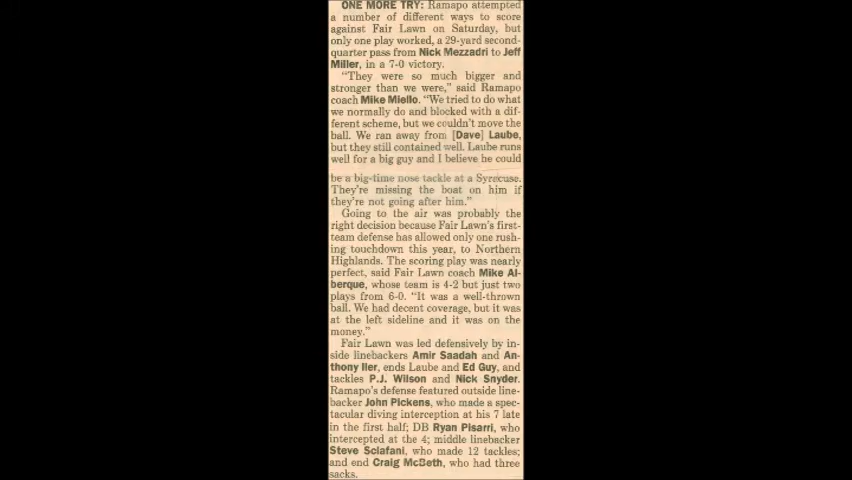 ONE MORE TRY: Ramapo attempted
a number of different ways to score
against Fair Lawn on Saturday, but
only one play worked, a 29-yard second-
quarter pass from Nick Mezzadri to Jeff
Miller, in a 7-0 victory.
"They were so much bigger and
stronger than we were," said Ramapo
coach Mike Miello. "We tried to do what
we normally do and blocked with a dif-
ferent scheme, but we couldn't move the
ball. We ran away from [Dave] Laube,
but they still contained well. Laube runs
well for a big guy and I believe he could
be a big-time nose tackle at a Syracuse.
They're missing the boat on him if
they're not going after him."
Going to the air was probably the
right decision because Fair Lawn's first-
team defense has allowed only one rush-
ing touchdown this year, to Northern
Highlands. The scoring play was nearly
perfect, said Fair Lawn coach Mike Al-
berque, whose team is 4-2 but just two
plays from 6-0. "It was a well-thrown
ball. We had decent coverage, but it was
at the left sideline and it was on the
money."
Fair Lawn was led defensively by in-
side linebackers Amir Saadah and An-
thony Iler, ends Laube and Ed Guy, and
tackles P.J. Wilson and Nick Snyder.
Ramapo's defense featured outside line-
backer John Pickens, who made a spec-
tacular diving interception at his 7 late
in the first half; DB Ryan Pisarri, who
intercepted at the 4; middle linebacker
Steve Sclafani, who made 12 tackles;
and end Craig McBeth, who had three
sacks.